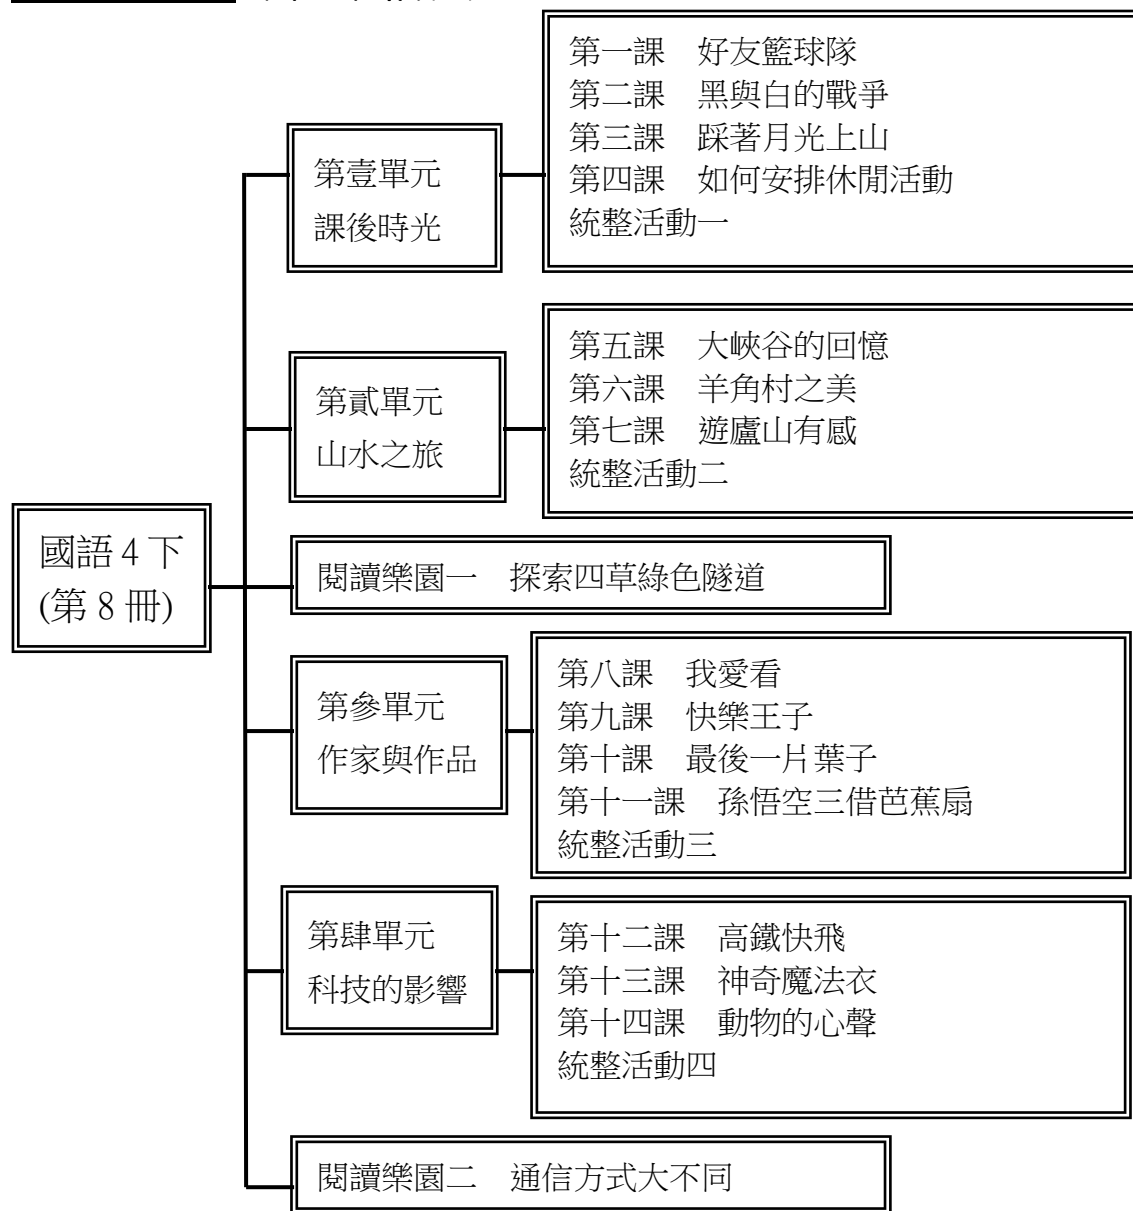 第一課　好友籃球隊
第二課　黑與白的戰爭
第三課　踩著月光上山
第四課　如何安排休閒活動
統整活動一
第壹單元
課後時光
第五課　大峽谷的回憶
第六課　羊角村之美
第七課　遊廬山有感
統整活動二
第貳單元
山水之旅
國語 4 下
(第 8 冊)
閱讀樂園一　探索四草綠色隧道
第八課　我愛看
第九課　快樂王子
第十課　最後一片葉子
第十一課　孫悟空三借芭蕉扇
統整活動三
第參單元
作家與作品
第十二課　高鐵快飛
第十三課　神奇魔法衣
第十四課　動物的心聲
統整活動四
第肆單元
科技的影響
閱讀樂園二　通信方式大不同